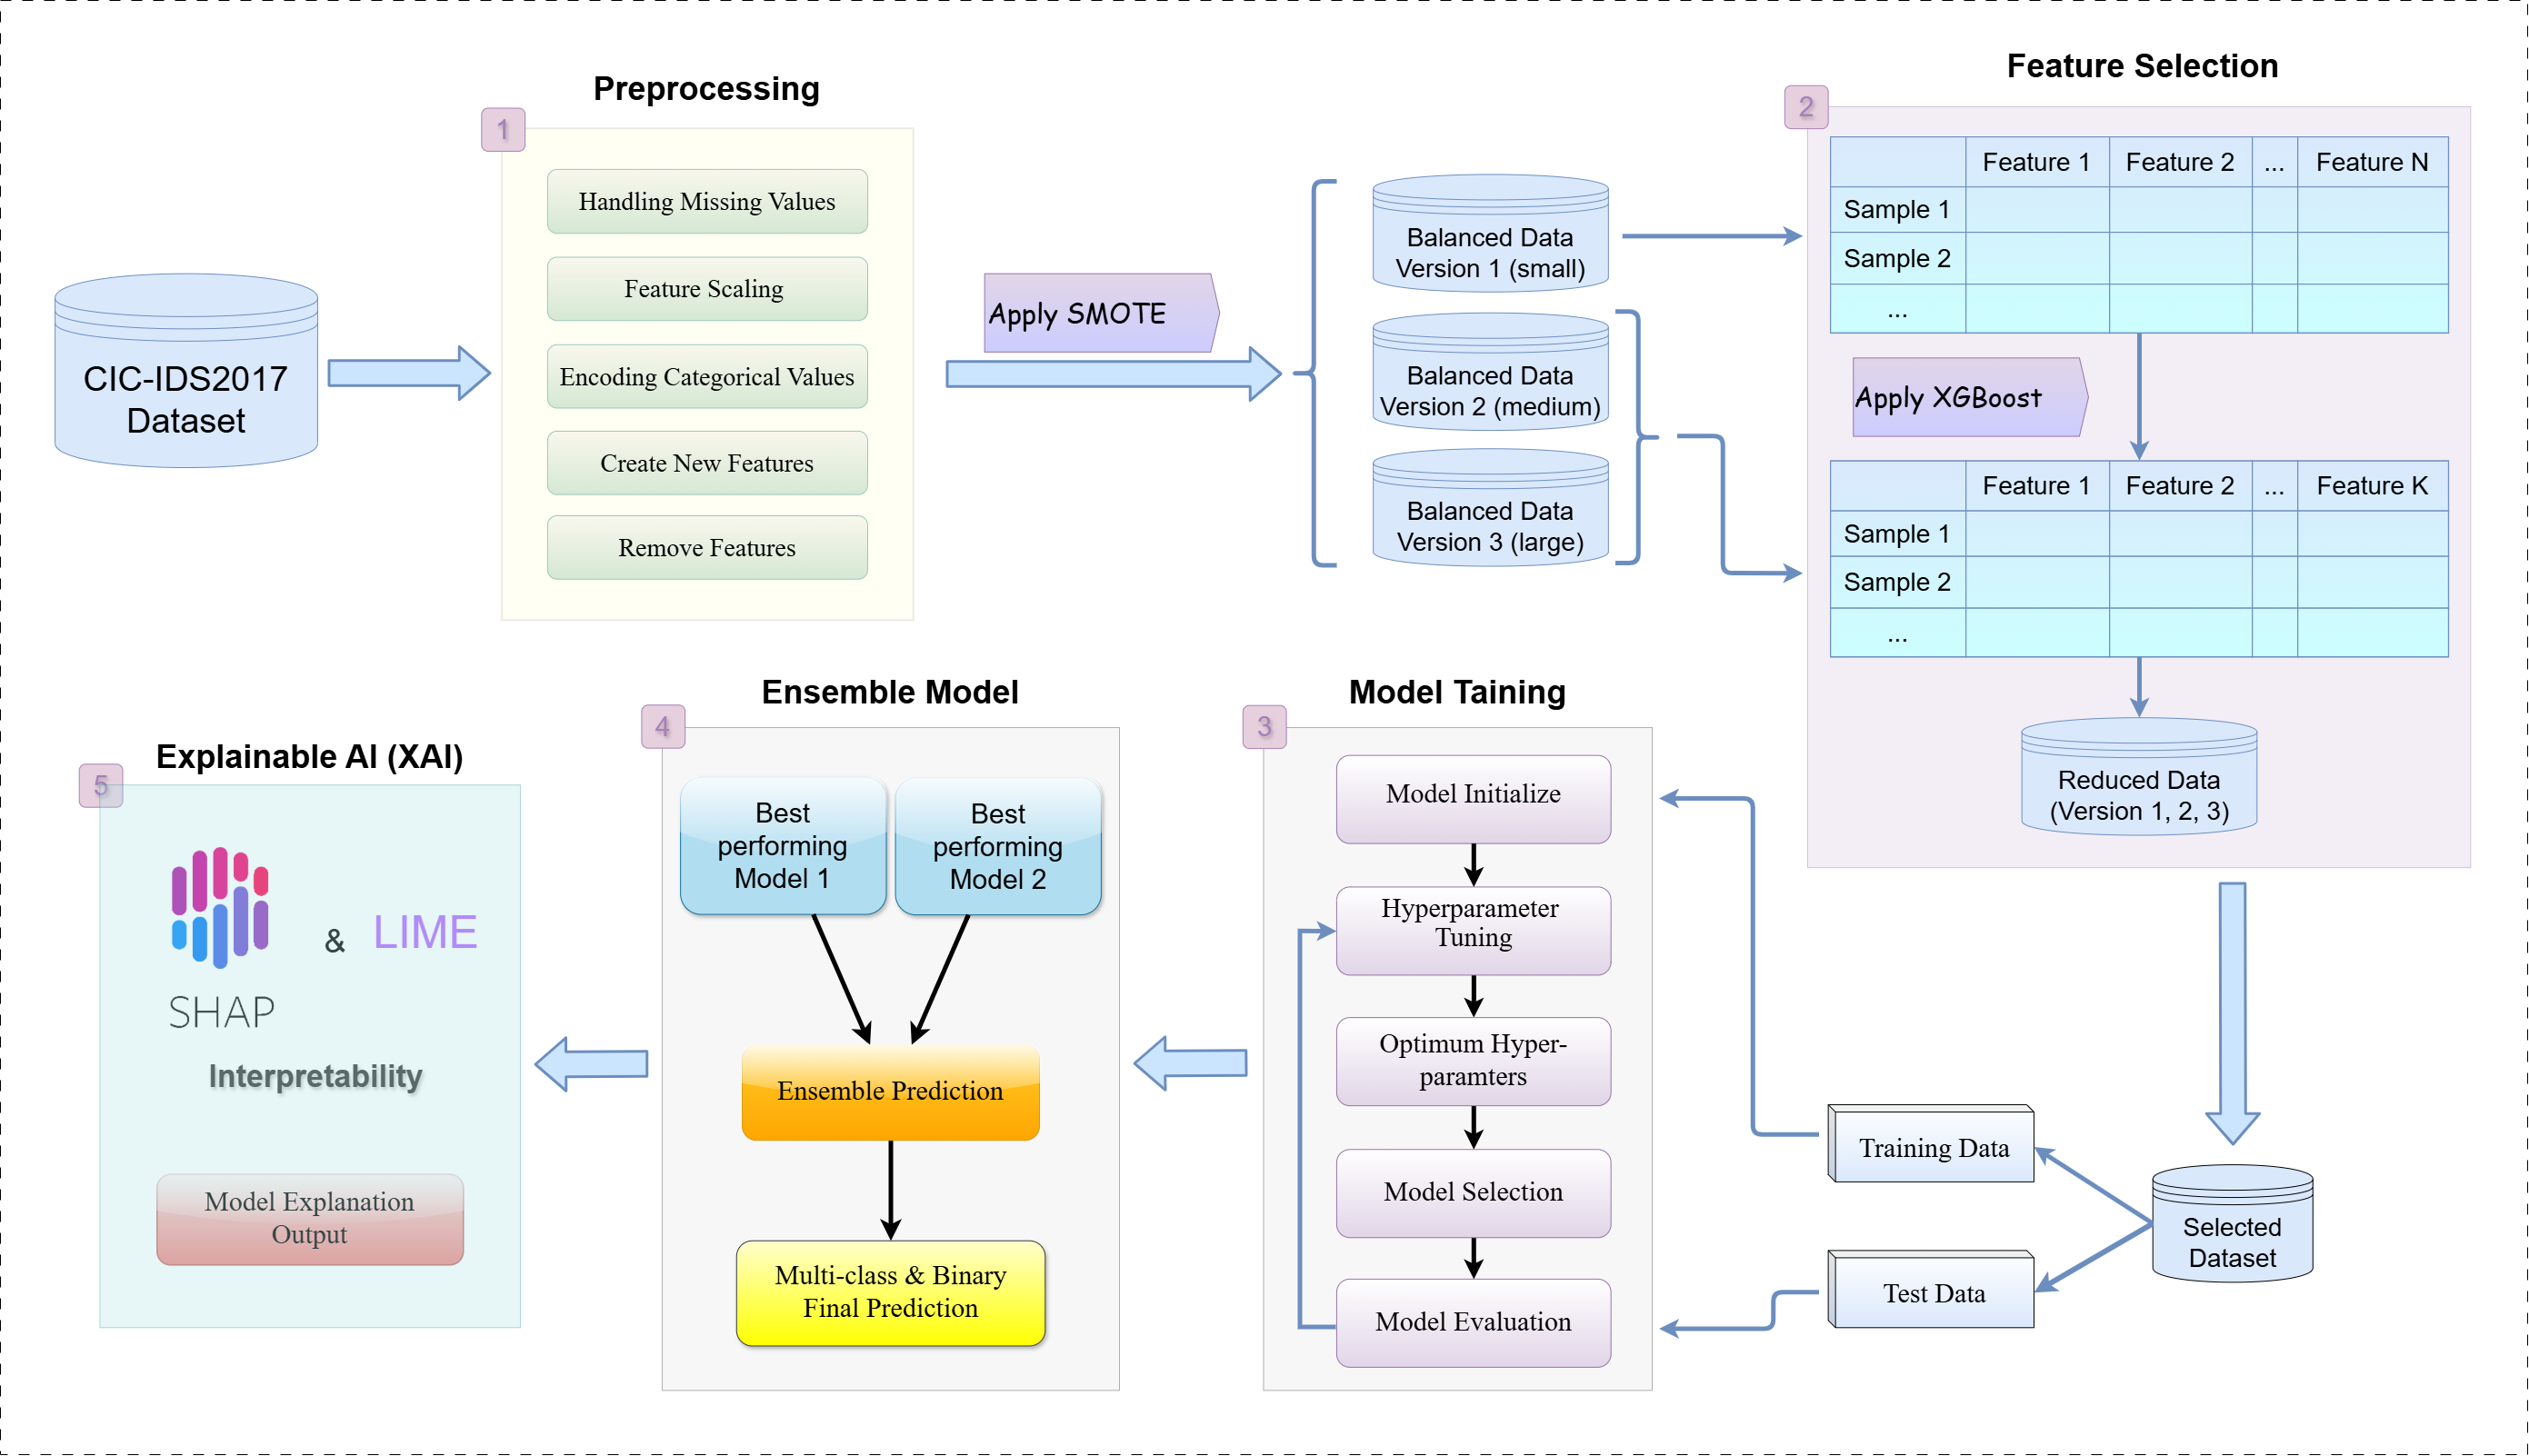 Preprocessing
1
Handling Missing Values
Feature Scaling
Encoding Categorical Values
Create New Features
Remove Features
CIC-IDS2017
Dataset
Apply SMOTE
Balanced Data
Version 1 (small)
Balanced Data
Version 2 (medium)
Balanced Data
Version 3 (large)
Feature Selection
2
Feature 1 Feature 2 ... Feature N
Sample 1
Sample 2
...
Apply XGBoost
Feature 1 Feature 2 ... Feature K
Sample 1
Sample 2
...
Reduced Data
(Version 1, 2, 3)
Selected
Dataset
Training Data
Test Data
Model Taining
3
Model Initialize
Hyperparameter
Tuning
Optimum Hyper-
paramters
Model Selection
Model Evaluation
Ensemble Model
4
Best
performing
Model 1
Best
performing
Model 2
Ensemble Prediction
Multi-class & Binary
Final Prediction
Explainable AI (XAI)
5
SHAP
& LIME
Interpretability
Model Explanation
Output